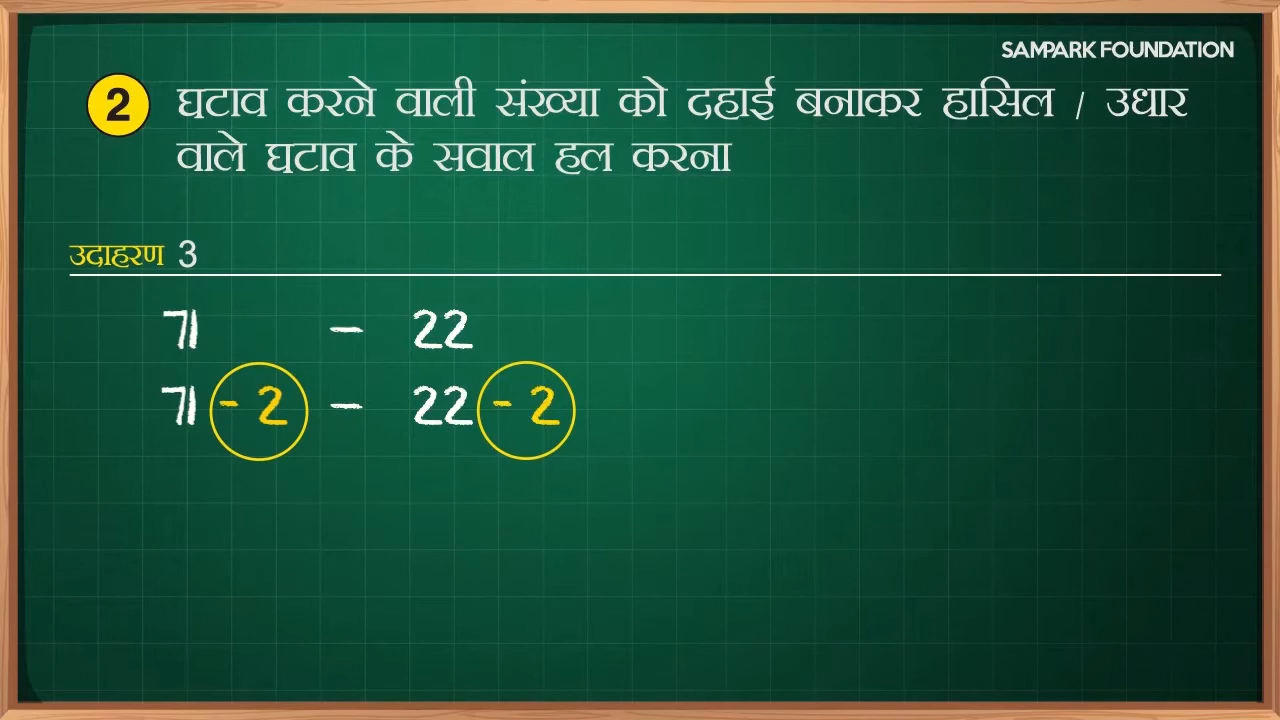 SAMPARK FOUNDATION
2 घटाव करने वाली संख्या को दहाई बनाकर हासिल / उधार
वाले घटाव के सवाल हल करना
उदाहरण 3
71 - 22
71 - 2 - 22 - 2